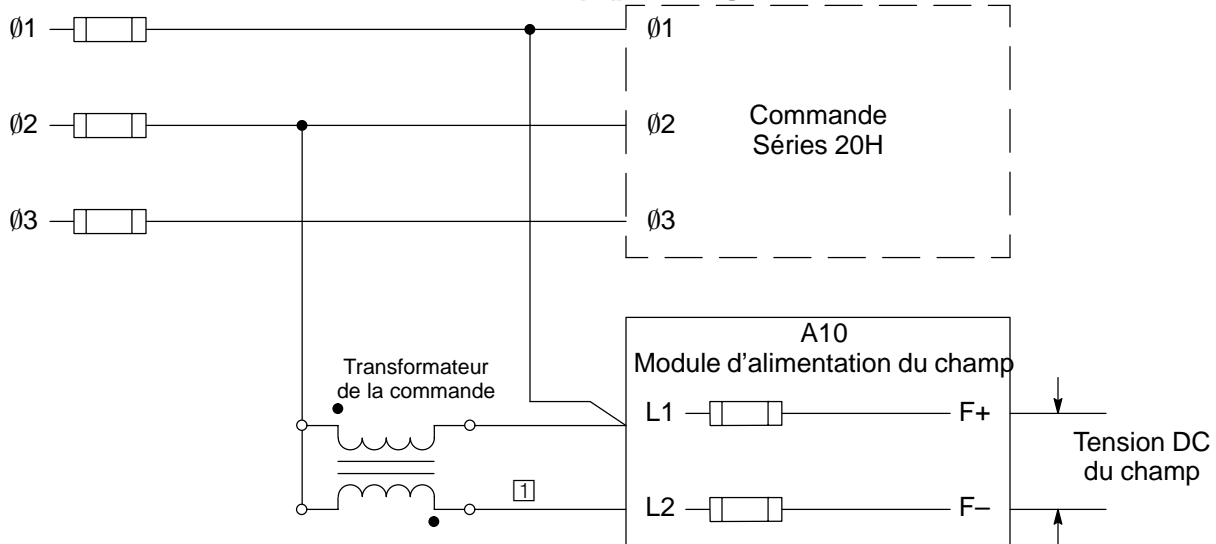 Ø1
Ø1
Ø2
Ø2
Commande
Séries 20H
Ø3
Ø3
A10
Module d'alimentation du champ
Transformateur
de la commande
L1
F+
Tension DC
du champ
1
L2
F–